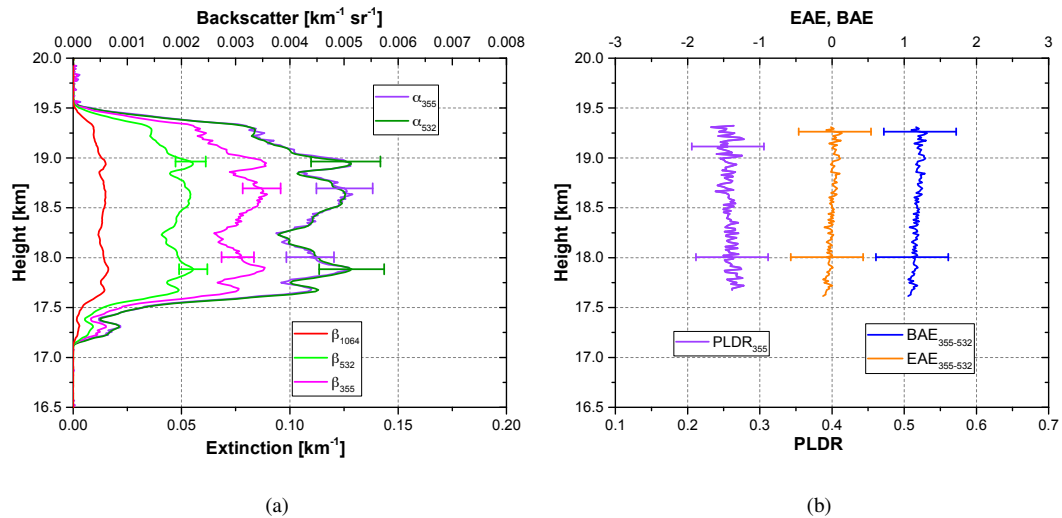 Backscatter [km⁻¹ sr⁻¹]
0.000 0.001 0.002 0.003 0.004 0.005 0.006 0.007 0.008
20.0
19.5
19.0
18.5
18.0
17.5
17.0
16.5
Height [km]
α₃₅₅
α₅₃₂
β₁₀₆₄
β₅₃₂
β₃₅₅
0.00 0.05 0.10 0.15 0.20
Extinction [km⁻¹]
(a)
EAE, BAE
-3 -2 -1 0 1 2 3
20.0
19.5
19.0
18.5
18.0
17.5
17.0
16.5
Height [km]
PLDR₃₅₅
BAE₃₅₅₋₅₃₂
EAE₃₅₅₋₅₃₂
0.1 0.2 0.3 0.4 0.5 0.6 0.7
PLDR
(b)